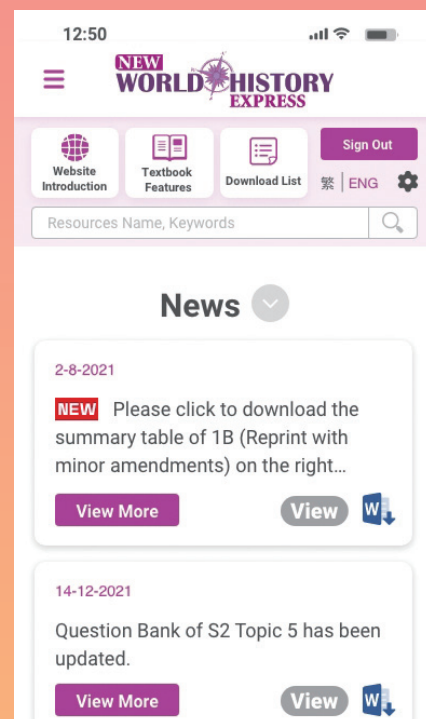 12:50
NEW
WORLD HISTORY
EXPRESS
Website
Introduction
Textbook
Features
Download List
Sign Out
繁 | ENG
Resources Name, Keywords
News
2-8-2021
NEW Please click to download the
summary table of 1B (Reprint with
minor amendments) on the right...
View More
View
W
14-12-2021
Question Bank of S2 Topic 5 has been
updated.
View More
View
W